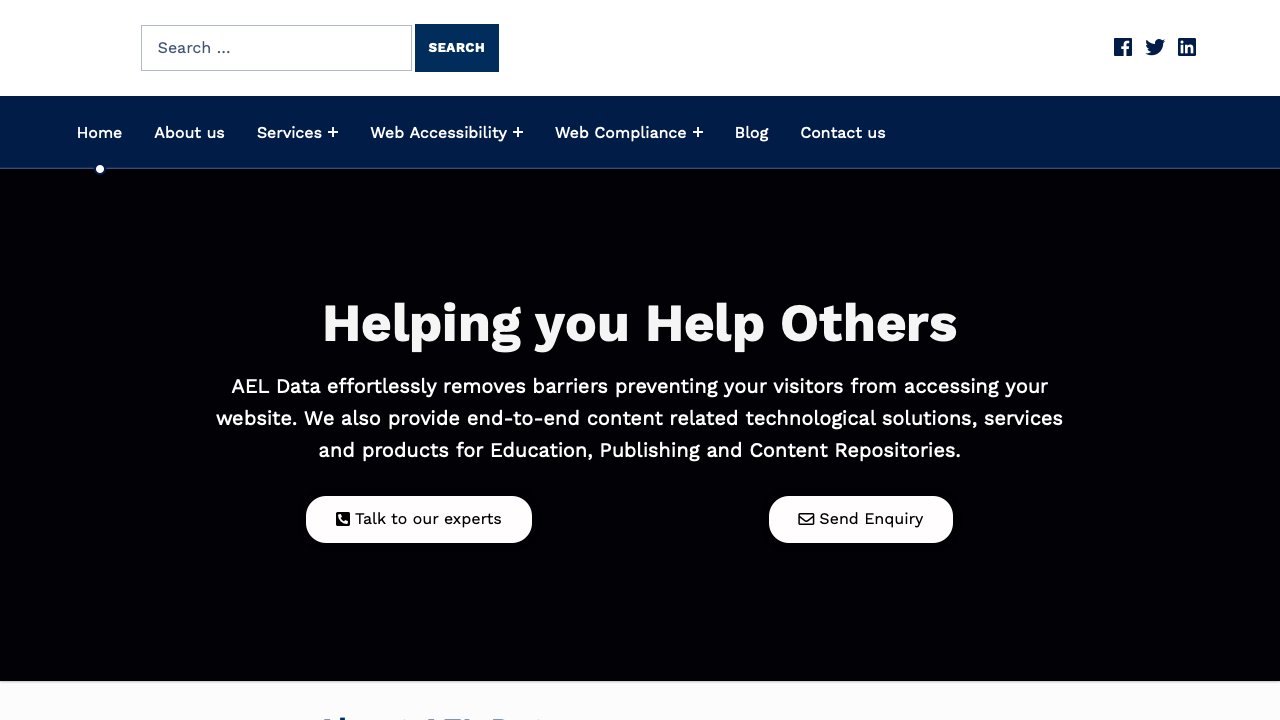 Search ...
SEARCH
Home
About us
Services +
Web Accessibility +
Web Compliance +
Blog
Contact us
Helping you Help Others
AEL Data effortlessly removes barriers preventing your visitors from accessing your
website. We also provide end-to-end content related technological solutions, services
and products for Education, Publishing and Content Repositories.
Talk to our experts
Send Enquiry